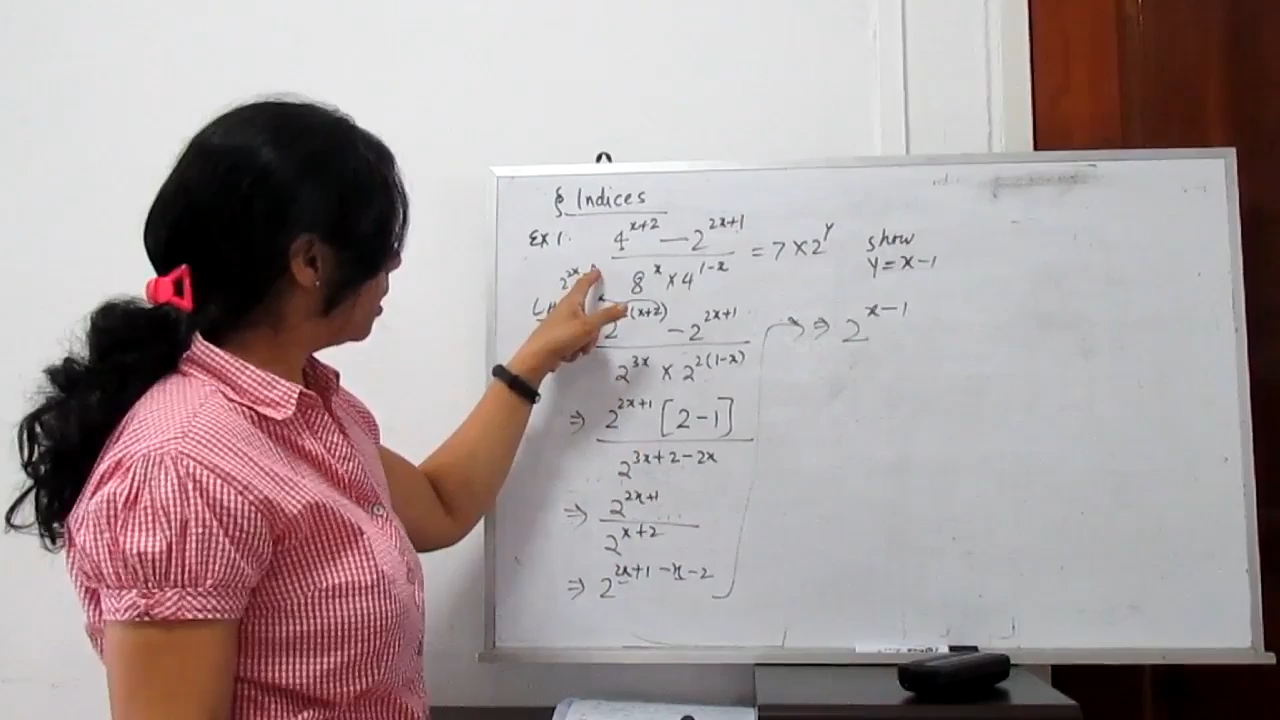 § Indices
Ex 1. (4^(x+2) − 2^(2x+1)) / (8^x × 4^(1−x)) = 7 × 2^y show y = x−1
2^(2x
(2^((x+2)) − 2^(2x+1)) / (2^(3x) × 2^(2(1−x)))
⇒ 2^(2x+1) [2−1] / 2^(3x+2−2x)
⇒ 2^(2x+1) / 2^(x+2)
⇒ 2^(2x+1−x−2)
⇒ 2^(x−1)